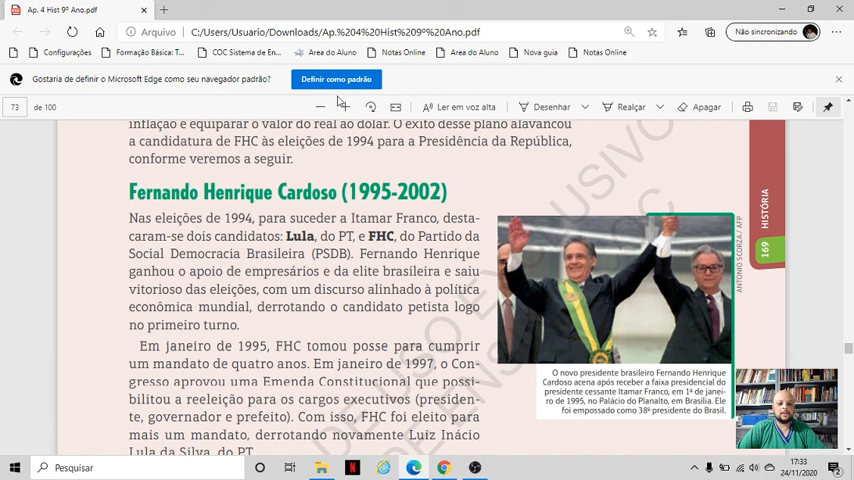 Ap. 4 Hist 9º Ano.pdf
Arquivo
C:/Users/Usuario/Downloads/Ap.%204%20Hist%209º%20Ano.pdf
Não sincronizando
Configurações
Formação Básica: T...
COC Sistema de En...
Area do Aluno
Notas Online
Area do Aluno
Nova guia
Notas Online
Gostaria de definir o Microsoft Edge como seu navegador padrão?
Definir como padrão
73
de 100
Ler em voz alta
Desenhar
Realçar
Apagar
inflação e equiparar o valor do real ao dólar. O êxito desse plano alavancou
a candidatura de FHC às eleições de 1994 para a Presidência da República,
conforme veremos a seguir.
Fernando Henrique Cardoso (1995-2002)
Nas eleições de 1994, para suceder a Itamar Franco, desta-
caram-se dois candidatos: Lula, do PT, e FHC, do Partido da
Social Democracia Brasileira (PSDB). Fernando Henrique
ganhou o apoio de empresários e da elite brasileira e saiu
vitorioso das eleições, com um discurso alinhado à política
econômica mundial, derrotando o candidato petista logo
no primeiro turno.
Em janeiro de 1995, FHC tomou posse para cumprir
um mandato de quatro anos. Em janeiro de 1997, o Con-
gresso aprovou uma Emenda Constitucional que possi-
bilitou a reeleição para os cargos executivos (presiden-
te, governador e prefeito). Com isso, FHC foi eleito para
mais um mandato, derrotando novamente Luiz Inácio
Lula da Silva, do PT.
ANTONIO SCORZA / AFP
O novo presidente brasileiro Fernando Henrique
Cardoso acena após receber a faixa presidencial do
presidente cessante Itamar Franco, em 1º de janei-
ro de 1995, no Palácio do Planalto, em Brasília. Ele
foi empossado como 38º presidente do Brasil.
HISTÓRIA
169
Pesquisar
17:33
24/11/2020
2